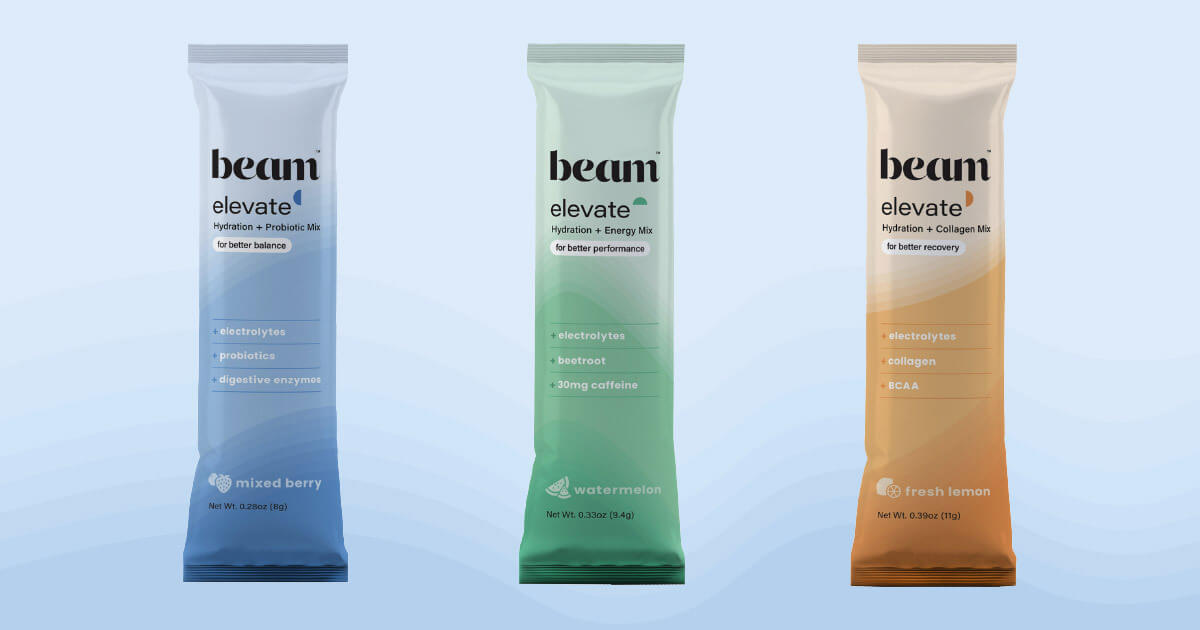 beam™
elevate
Hydration + Probiotic Mix
for better balance
+ electrolytes
+ probiotics
+ digestive enzymes
mixed berry
Net Wt. 0.28oz (8g)
beam™
elevate
Hydration + Energy Mix
for better performance
+ electrolytes
+ beetroot
+ 30mg caffeine
watermelon
Net Wt. 0.33oz (9.4g)
beam™
elevate
Hydration + Collagen Mix
for better recovery
+ electrolytes
+ collagen
+ BCAA
fresh lemon
Net Wt. 0.39oz (11g)